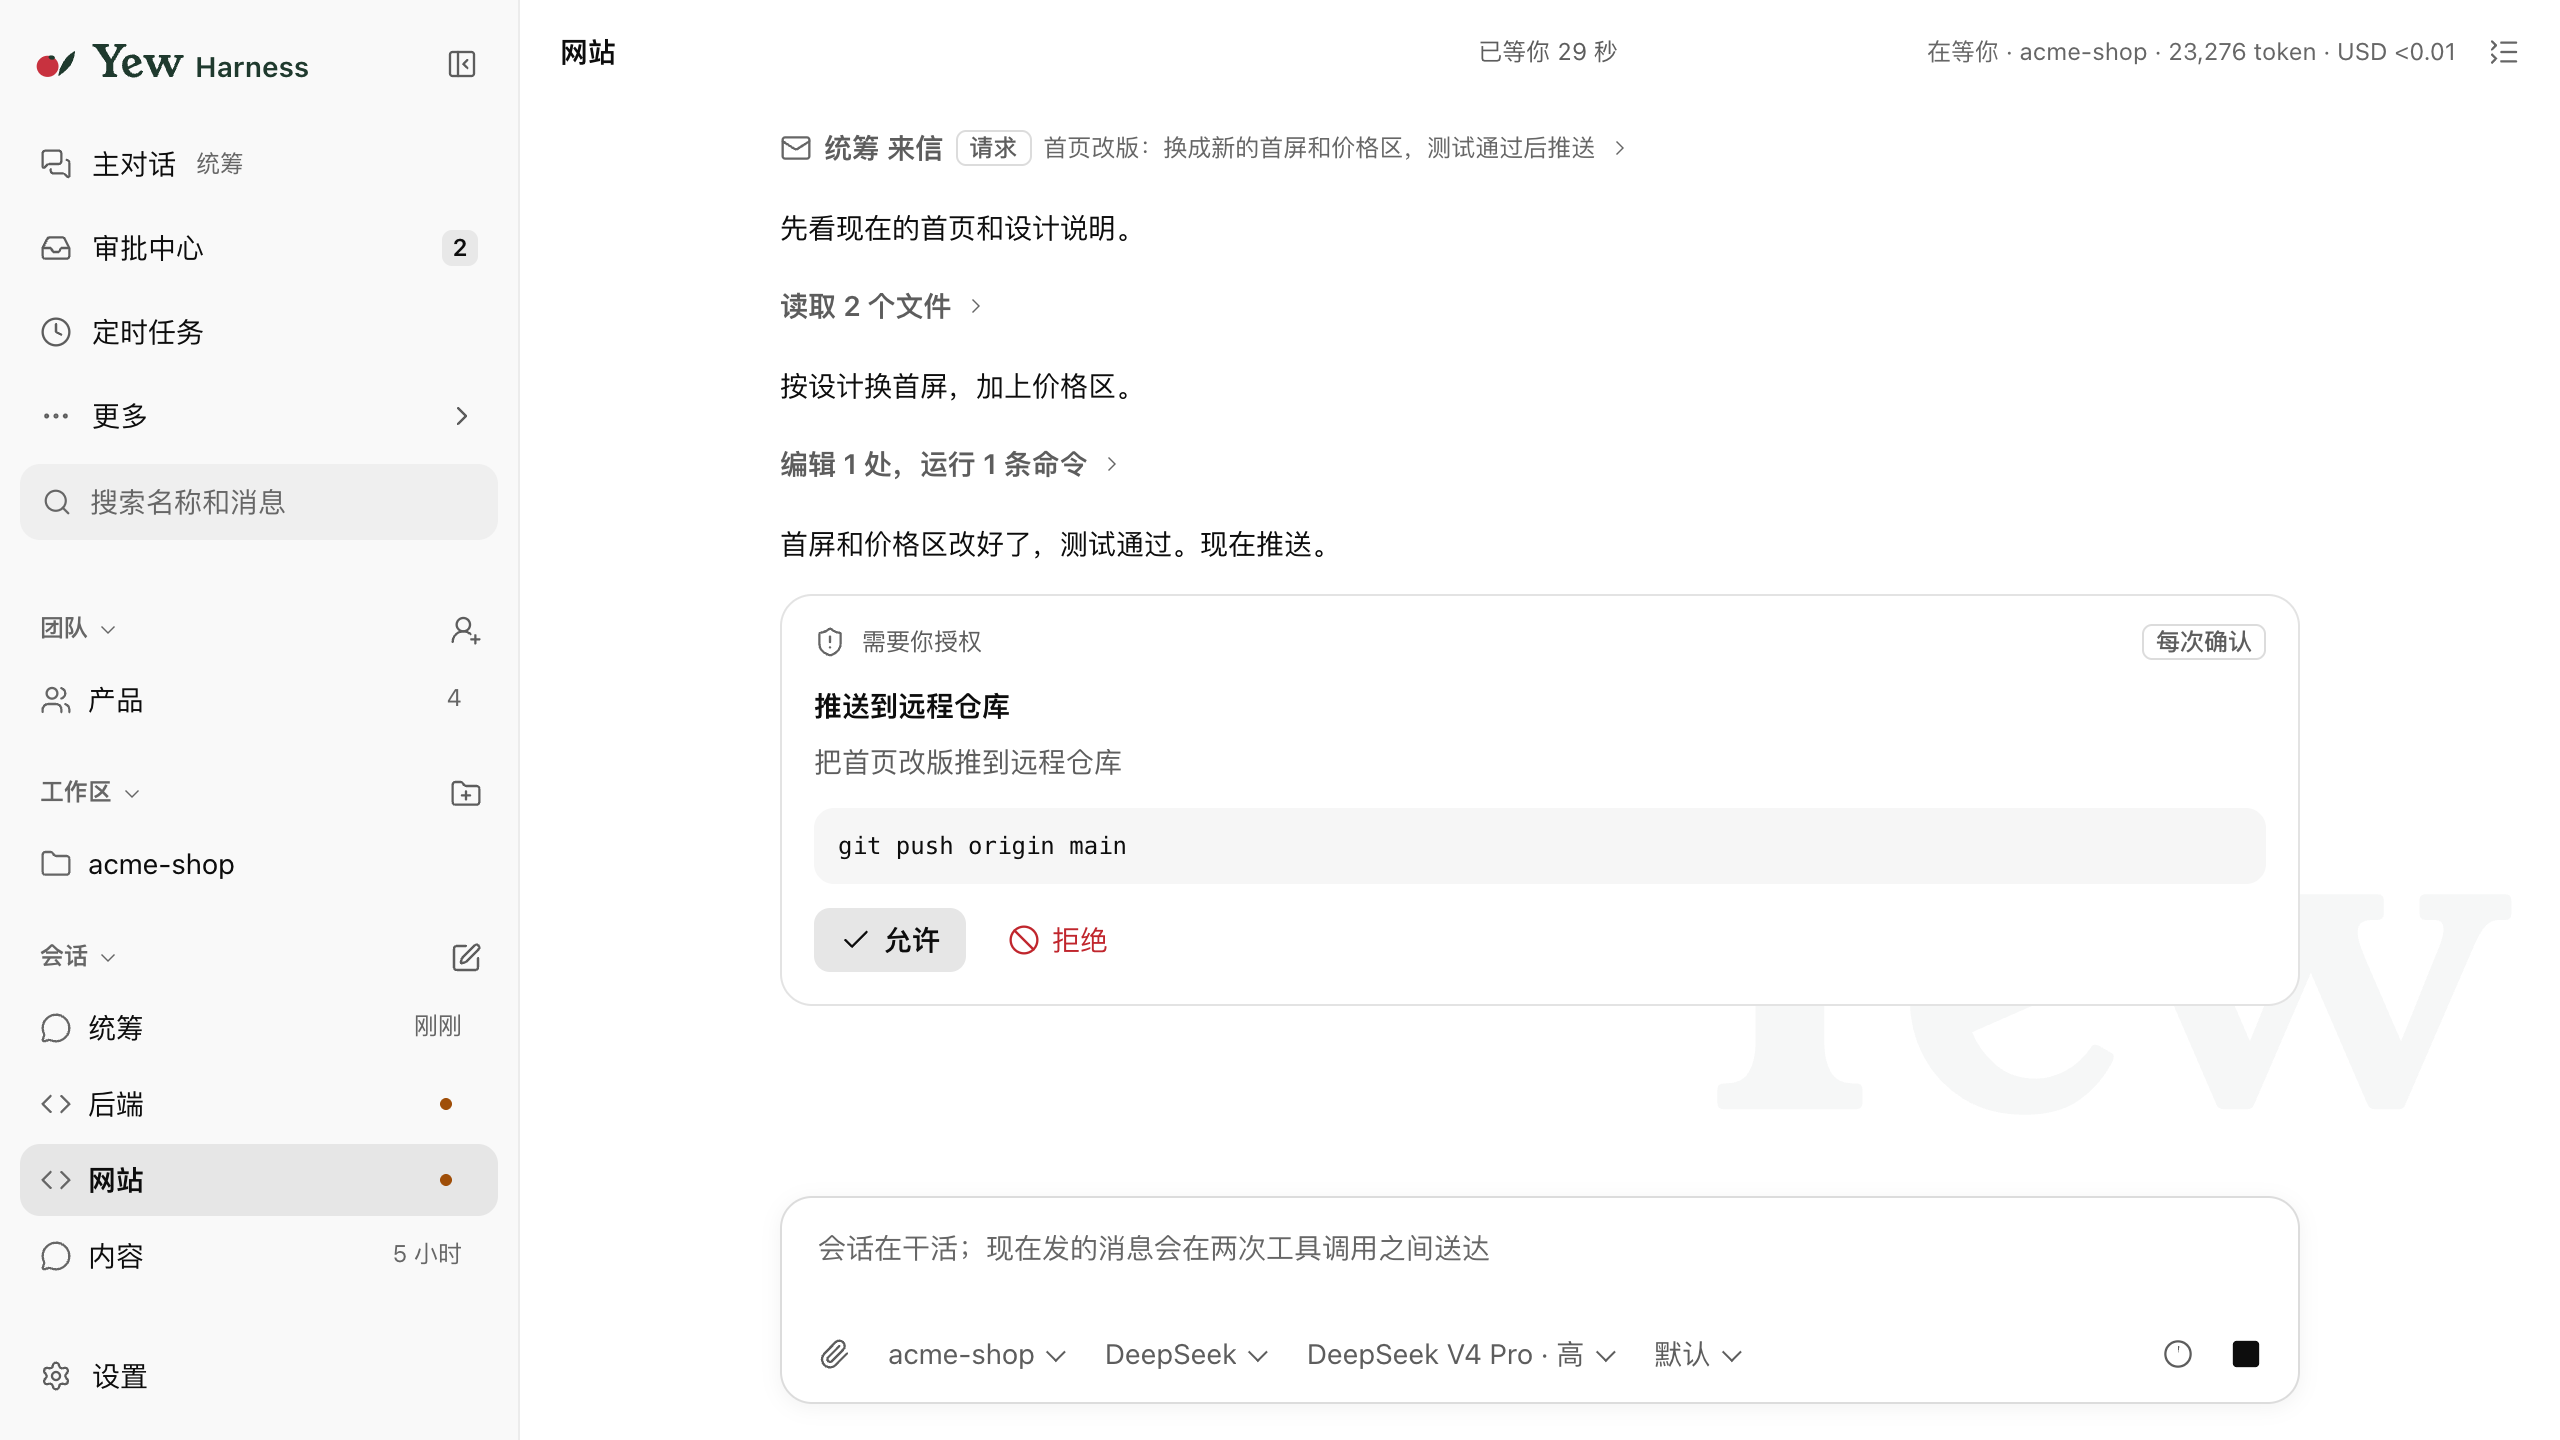 Yew Harness
主对话 统筹
审批中心 2
定时任务
更多
搜索名称和消息
团队
产品 4
工作区
acme-shop
会话
统筹 刚刚
后端
网站
内容 5 小时
设置
网站 已等你 29 秒 在等你 · acme-shop · 23,276 token · USD <0.01
统筹 来信 请求 首页改版：换成新的首屏和价格区，测试通过后推送
先看现在的首页和设计说明。
读取 2 个文件
按设计换首屏，加上价格区。
编辑 1 处，运行 1 条命令
首屏和价格区改好了，测试通过。现在推送。
需要你授权 每次确认
推送到远程仓库
把首页改版推到远程仓库
git push origin main
允许 拒绝
Yew
会话在干活；现在发的消息会在两次工具调用之间送达
acme-shop DeepSeek DeepSeek V4 Pro · 高 默认